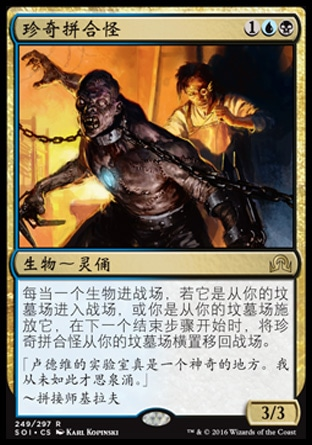 珍奇拼合怪 1
生物～灵俑
每当一个生物进战场，若它是从你的坟
墓场进入战场，或你是从你的坟墓场施
放它，在下一个结束步骤开始时，将珍
奇拼合怪从你的坟墓场横置移回战场。
「卢德维的实验室真是一个神奇的地方。我
从未如此才思泉涌。」
～拼接师基拉夫
3/3
249/297 R
SOI • CS Karl Kopinski
™ & © 2016 Wizards of the Coast